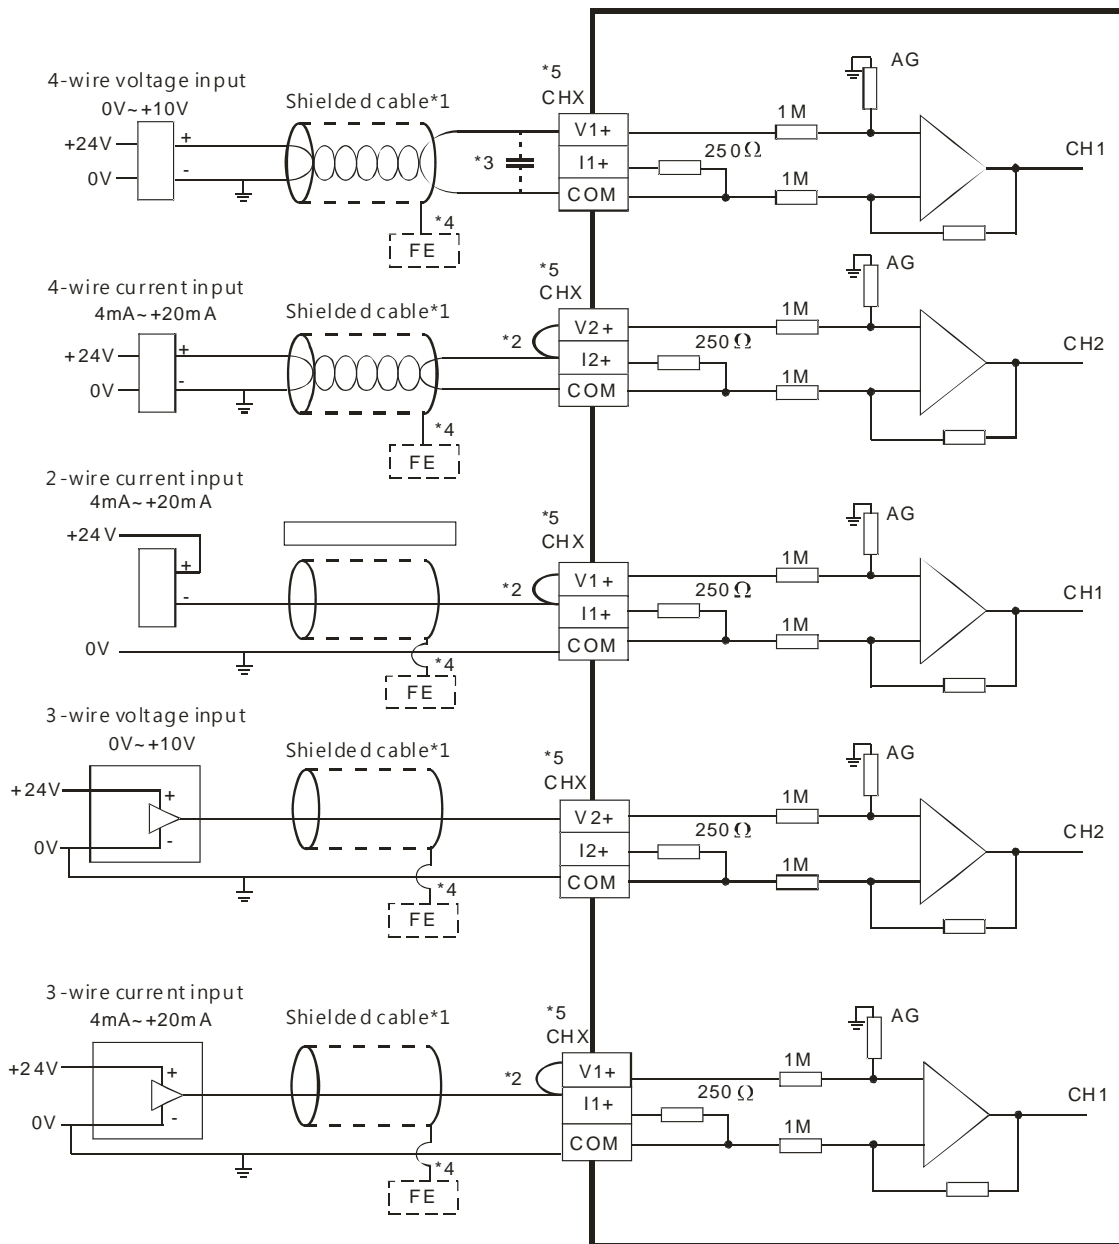 4-wire voltage input
0V~+10V
+24V
0V
+
-
Shielded cable*1
*4
FE
*3
*5
CHX
V1+
I1+
COM
250Ω
1M
1M
AG
CH1
4-wire current input
4mA~+20mA
+24V
0V
+
-
Shielded cable*1
*4
FE
*2
*5
CHX
V2+
I2+
COM
250Ω
1M
1M
AG
CH2
2-wire current input
4mA~+20mA
+24V
+
-
0V
*4
FE
*2
*5
CHX
V1+
I1+
COM
250Ω
1M
1M
AG
CH1
3-wire voltage input
0V~+10V
+24V
0V
+
-
Shielded cable*1
*4
FE
*5
CHX
V2+
I2+
COM
250Ω
1M
1M
AG
CH2
3-wire current input
4mA~+20mA
+24V
0V
+
-
Shielded cable*1
*4
FE
*2
*5
CHX
V1+
I1+
COM
250Ω
1M
1M
AG
CH1